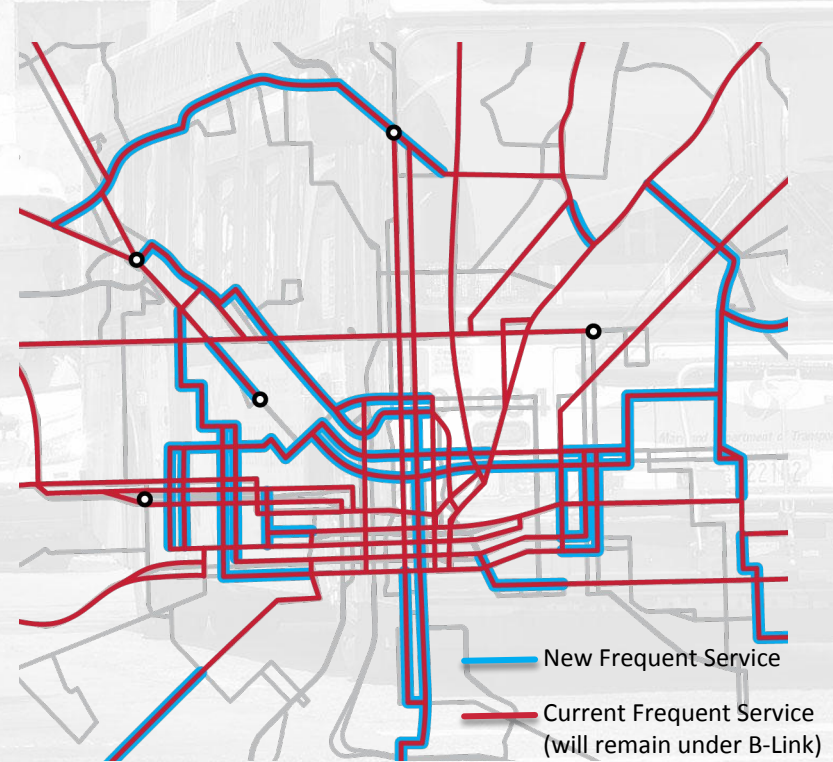 New Frequent Service
Current Frequent Service
(will remain under B-Link)